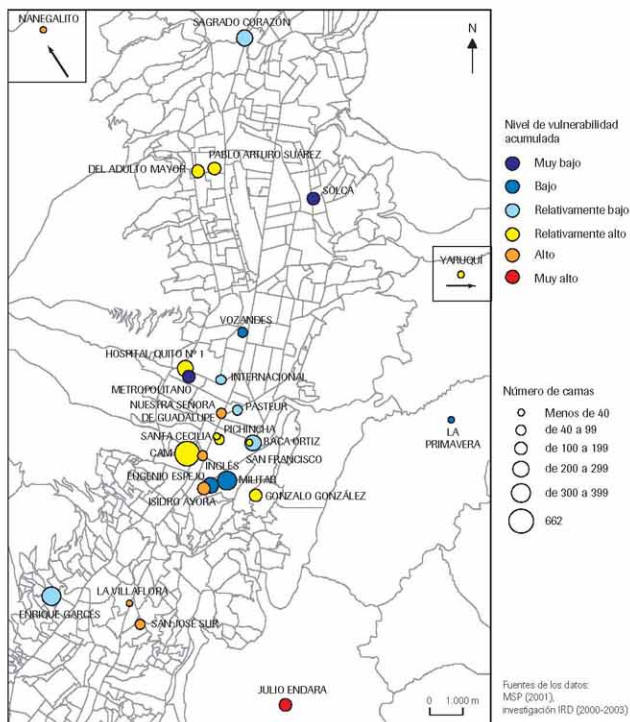 NANEGALITO
SAGRADO CORAZÓN
N
PABLO ARTURO SUÁREZ
DEL ADULTO MAYOR
SOLCA
YARUQUÍ
VOZANDES
HOSPITAL QUITO Nº 1
METROPOLITANO
INTERNACIONAL
NUESTRA SEÑORA
DE GUADALUPE
PASTEUR
LA
PRIMAVERA
PICHINCHA
SANTA CECILIA
BACA ORTIZ
CAM
INGLÉS
SAN FRANCISCO
EUGENIO ESPEJO
MILITAR
ISIDRO AYORA
GONZALO GONZÁLEZ
LA VILLAFLORA
ENRIQUE GARCÉS
SAN JOSÉ SUR
JULIO ENDARA
0 1.000 m
Nivel de vulnerabilidad
acumulada
Muy bajo
Bajo
Relativamente bajo
Relativamente alto
Alto
Muy alto
Número de camas
Menos de 40
de 40 a 99
de 100 a 199
de 200 a 299
de 300 a 399
662
Fuentes de los datos:
MSP (2001),
investigación IRD (2000-2003)